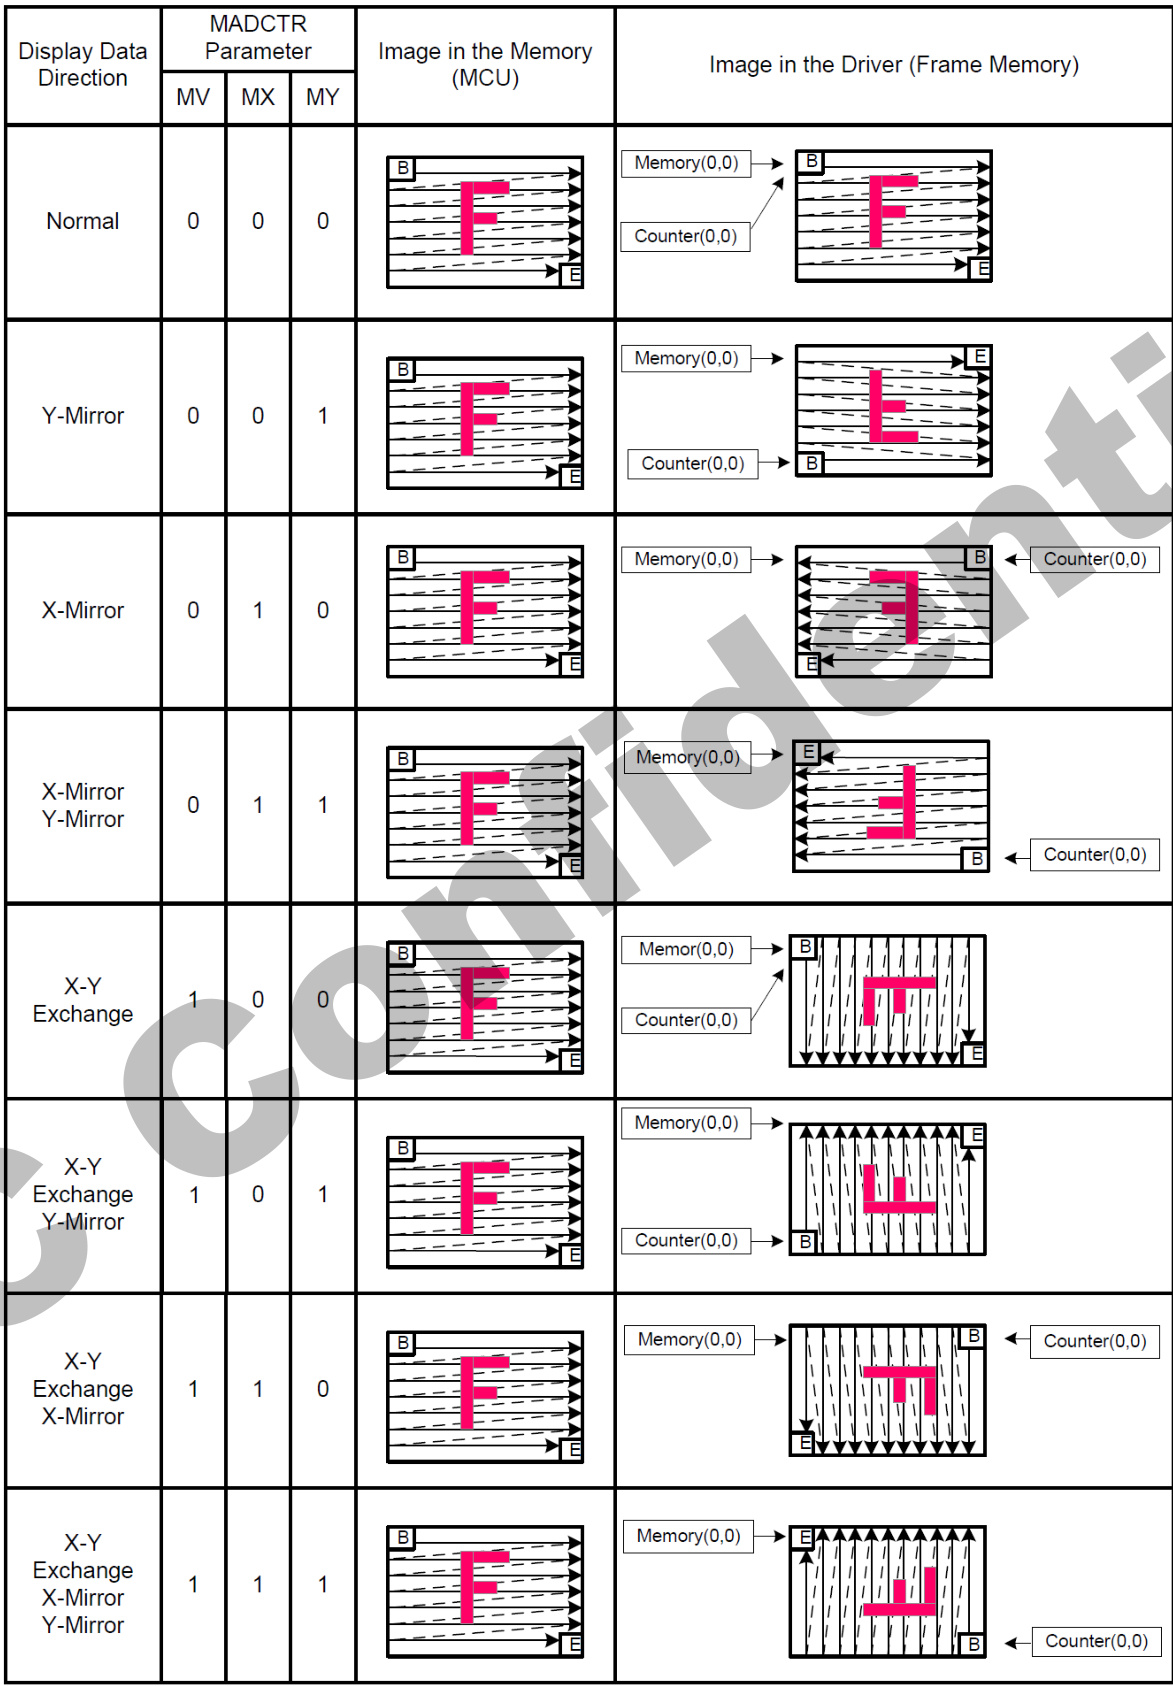 Display Data
Direction
MADCTR
Parameter
MV MX MY
Image in the Memory
(MCU)
Image in the Driver (Frame Memory)
Normal 0 0 0
B
E
Memory(0,0)
Counter(0,0)
B
E
Y-Mirror 0 0 1
B
E
Memory(0,0)
Counter(0,0)
E
B
X-Mirror 0 1 0
B
E
Memory(0,0)
B
Counter(0,0)
E
X-Mirror
Y-Mirror
0 1 1
B
E
Memory(0,0)
E
B
Counter(0,0)
X-Y
Exchange
1 0 0
B
E
Memor(0,0)
Counter(0,0)
B
E
X-Y
Exchange
Y-Mirror
1 0 1
B
E
Memory(0,0)
Counter(0,0)
E
B
X-Y
Exchange
X-Mirror
1 1 0
B
E
Memory(0,0)
B
Counter(0,0)
E
X-Y
Exchange
X-Mirror
Y-Mirror
1 1 1
B
E
Memory(0,0)
E
B
Counter(0,0)
C Confidenti